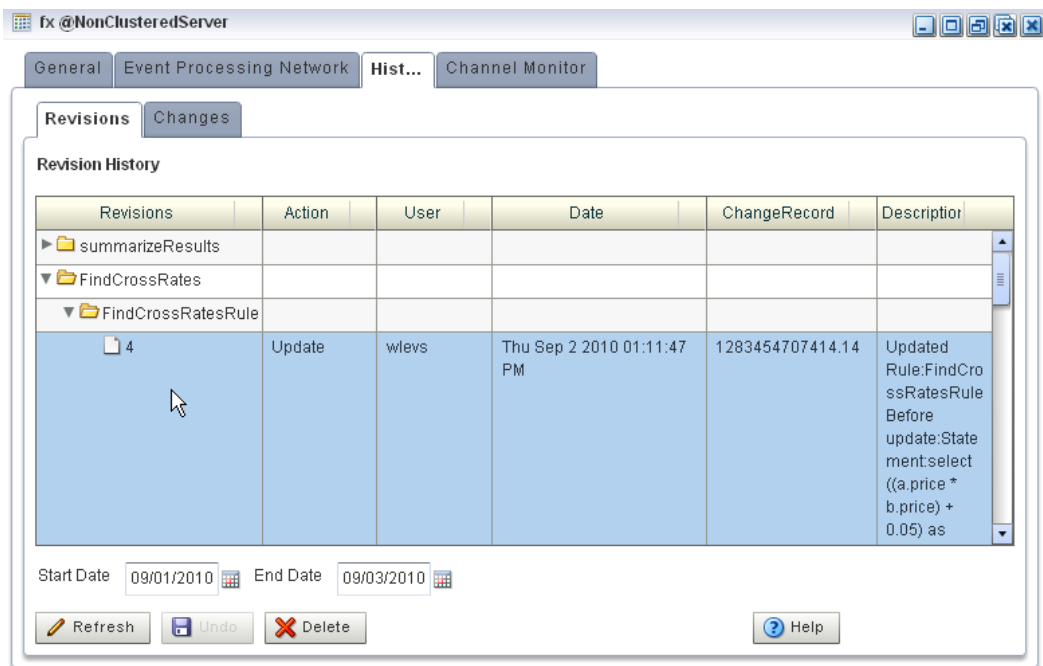 fx @NonClusteredServer
General Event Processing Network Hist... Channel Monitor
Revisions Changes
Revision History
Revisions Action User Date ChangeRecord Description
summarizeResults
FindCrossRates
FindCrossRatesRule
4 Update wlevs Thu Sep 2 2010 01:11:47 1283454707414.14 Updated
PM Rule:FindCro
ssRatesRule
Before
update:State
ment:select
((a.price *
b.price) +
0.05) as
Start Date 09/01/2010 End Date 09/03/2010
Refresh Undo Delete Help